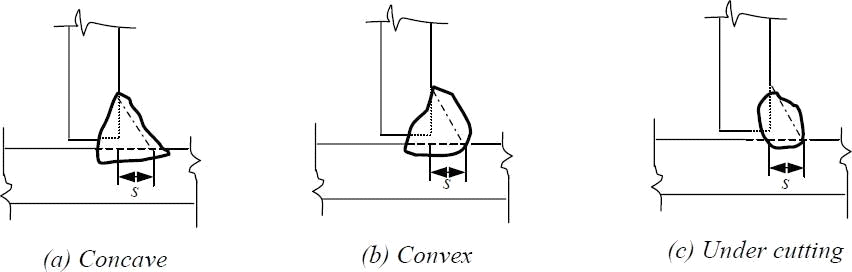 s
s
s
(a) Concave
(b) Convex
(c) Under cutting